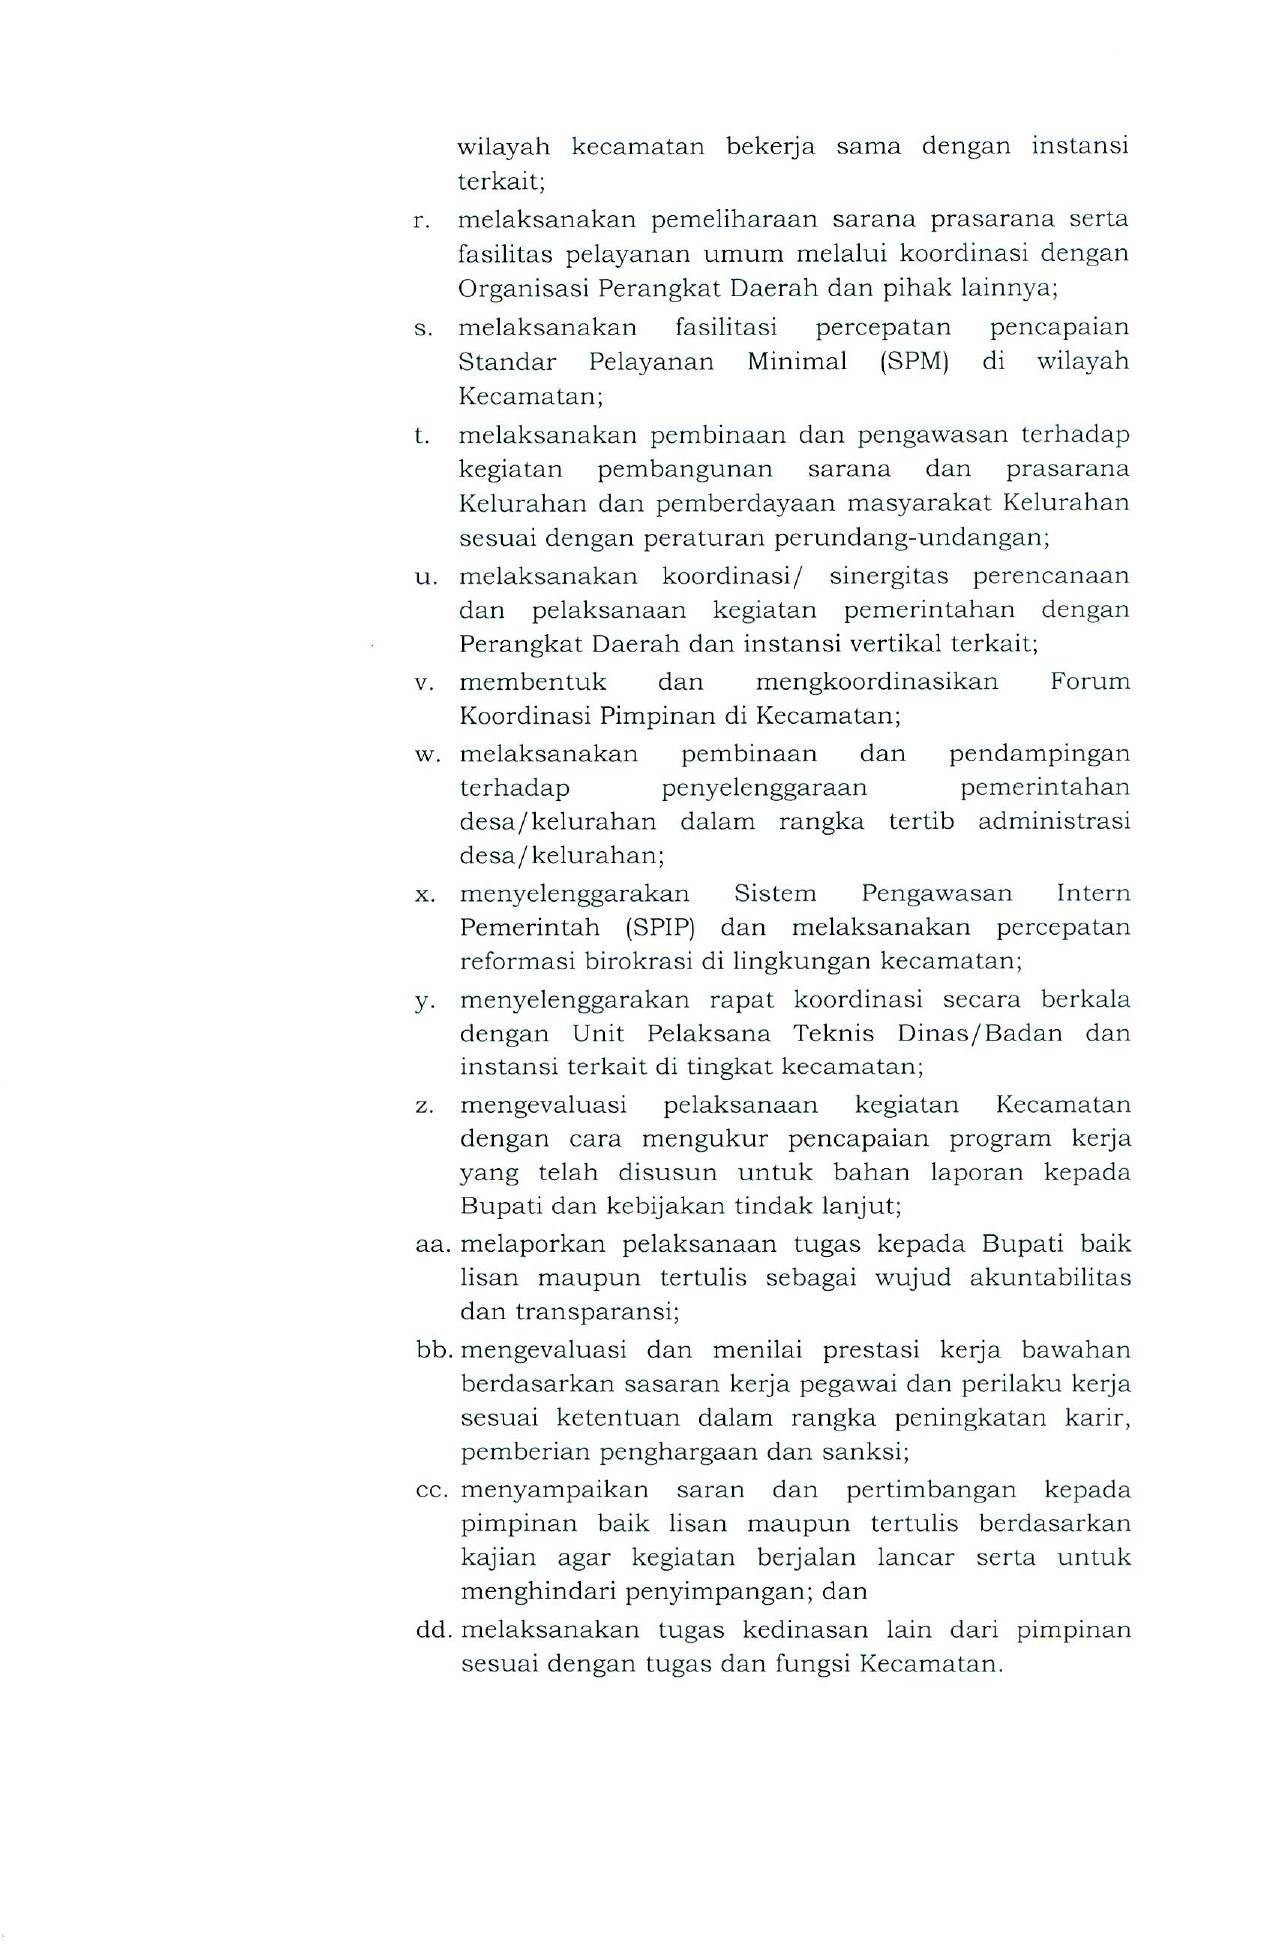 wilayah kecamatan bekerja sama dengan instansi
terkait;
r. melaksanakan pemeliharaan sarana prasarana serta
fasilitas pelayanan umum melalui koordinasi dengan
Organisasi Perangkat Daerah dan pihak lainnya;
s. melaksanakan fasilitasi percepatan pencapaian
Standar Pelayanan Minimal (SPM) di wilayah
Kecamatan;
t. melaksanakan pembinaan dan pengawasan terhadap
kegiatan pembangunan sarana dan prasarana
Kelurahan dan pemberdayaan masyarakat Kelurahan
sesuai dengan peraturan perundang-undangan;
u. melaksanakan koordinasi/ sinergitas perencanaan
dan pelaksanaan kegiatan pemerintahan dengan
Perangkat Daerah dan instansi vertikal terkait;
v. membentuk dan mengkoordinasikan Forum
Koordinasi Pimpinan di Kecamatan;
w. melaksanakan pembinaan dan pendampingan
terhadap penyelenggaraan pemerintahan
desa/kelurahan dalam rangka tertib administrasi
desa/kelurahan;
x. menyelenggarakan Sistem Pengawasan Intern
Pemerintah (SPIP) dan melaksanakan percepatan
reformasi birokrasi di lingkungan kecamatan;
y. menyelenggarakan rapat koordinasi secara berkala
dengan Unit Pelaksana Teknis Dinas/Badan dan
instansi terkait di tingkat kecamatan;
z. mengevaluasi pelaksanaan kegiatan Kecamatan
dengan cara mengukur pencapaian program kerja
yang telah disusun untuk bahan laporan kepada
Bupati dan kebijakan tindak lanjut;
aa. melaporkan pelaksanaan tugas kepada Bupati baik
lisan maupun tertulis sebagai wujud akuntabilitas
dan transparansi;
bb. mengevaluasi dan menilai prestasi kerja bawahan
berdasarkan sasaran kerja pegawai dan perilaku kerja
sesuai ketentuan dalam rangka peningkatan karir,
pemberian penghargaan dan sanksi;
cc. menyampaikan saran dan pertimbangan kepada
pimpinan baik lisan maupun tertulis berdasarkan
kajian agar kegiatan berjalan lancar serta untuk
menghindari penyimpangan; dan
dd. melaksanakan tugas kedinasan lain dari pimpinan
sesuai dengan tugas dan fungsi Kecamatan.